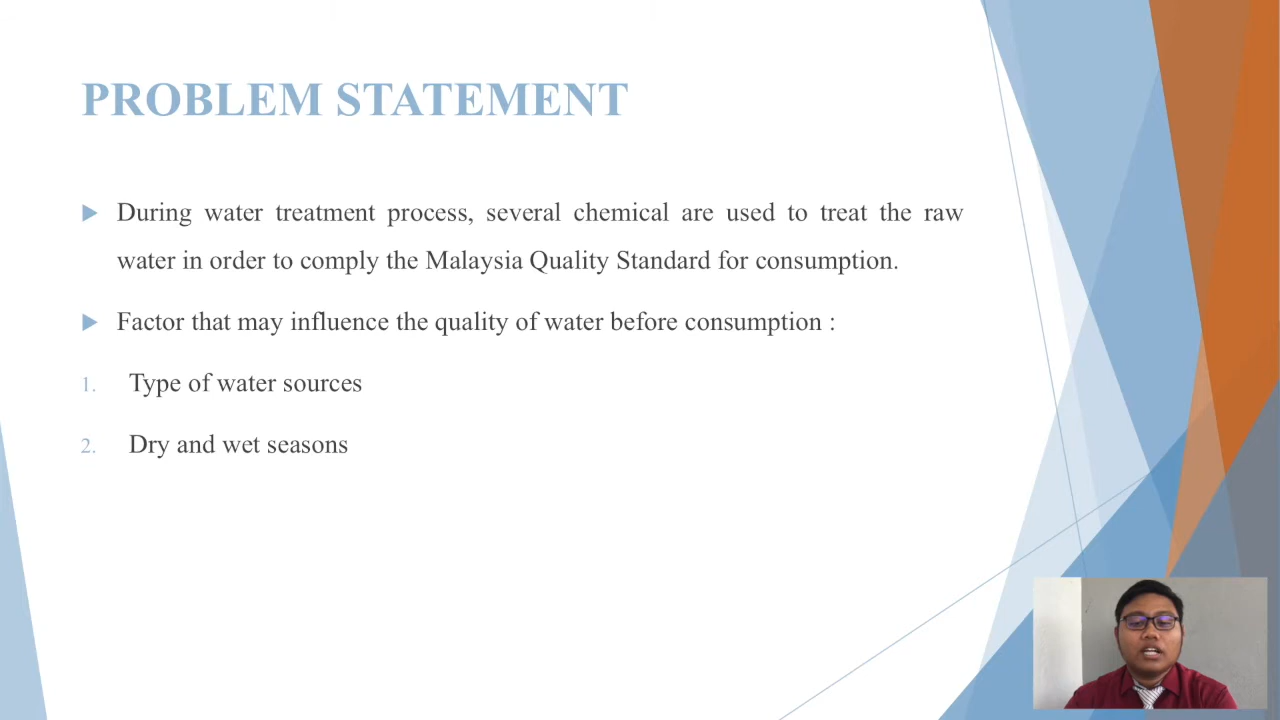 PROBLEM STATEMENT
During water treatment process, several chemical are used to treat the raw
water in order to comply the Malaysia Quality Standard for consumption.
Factor that may influence the quality of water before consumption :
1. Type of water sources
2. Dry and wet seasons